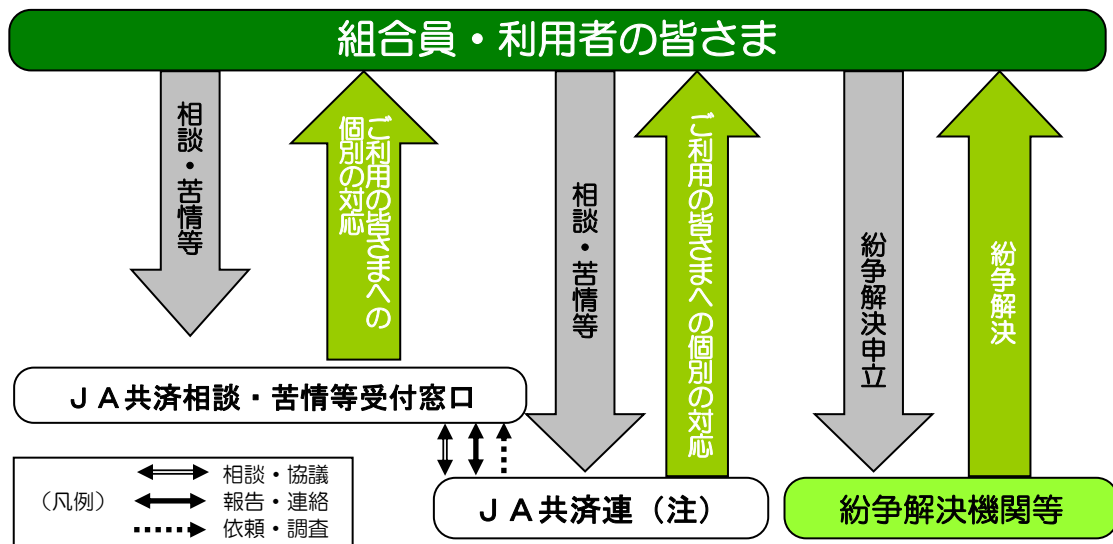 組合員・利用者の皆さま
相談・苦情等
ご利用の皆さまへの
個別の対応
相談・苦情等
ご利用の皆さまへの個別の対応
紛争解決申立
紛争解決
ＪＡ共済相談・苦情等受付窓口
（凡例）
相談・協議
報告・連絡
依頼・調査
ＪＡ共済連（注）
紛争解決機関等